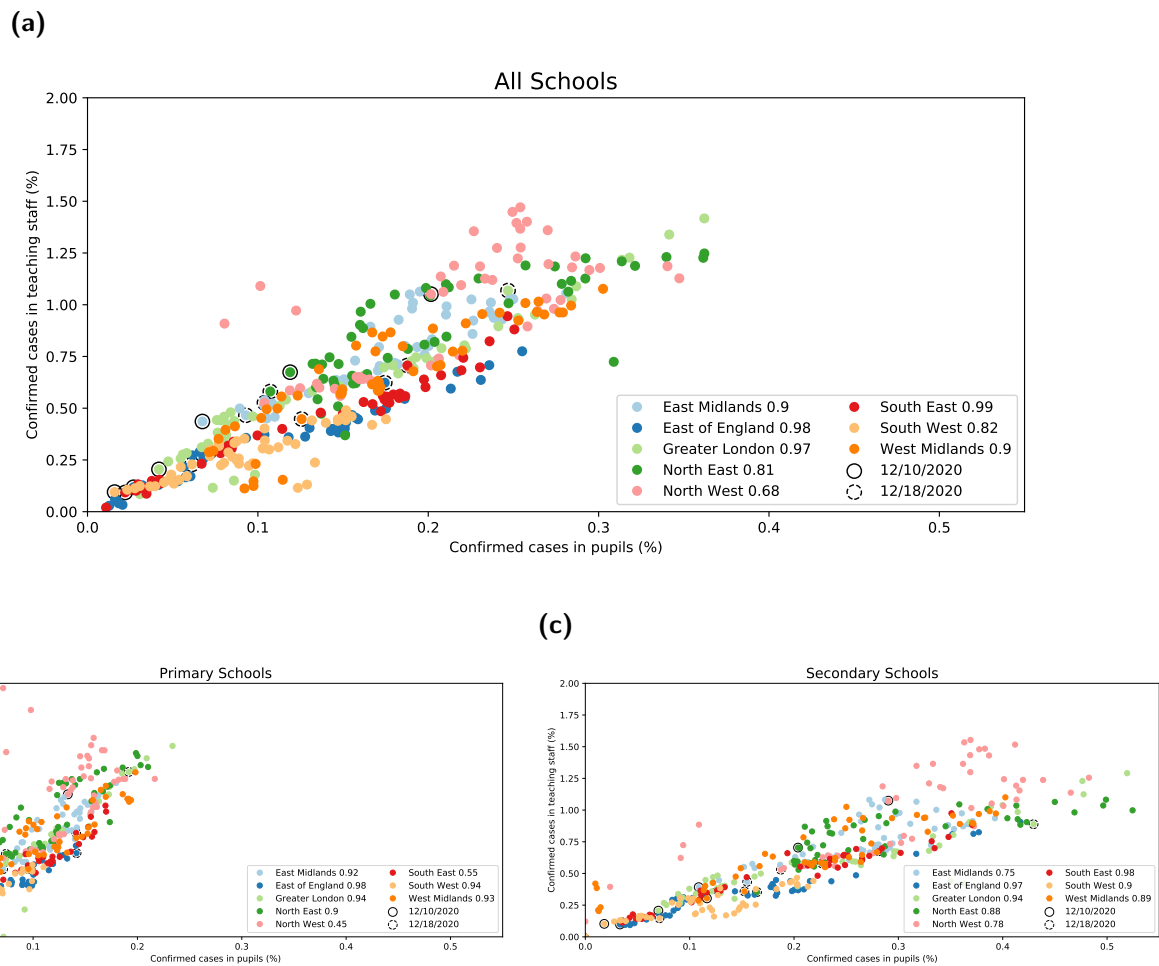 (a)
All Schools
Confirmed cases in teaching staff (%)
2.00
1.75
1.50
1.25
1.00
0.75
0.50
0.25
0.00
0.0 0.1 0.2 0.3 0.4 0.5
Confirmed cases in pupils (%)
East Midlands 0.9
East of England 0.98
Greater London 0.97
North East 0.81
North West 0.68
South East 0.99
South West 0.82
West Midlands 0.9
12/10/2020
12/18/2020
Primary Schools
0.1 0.2 0.3 0.4 0.5
Confirmed cases in pupils (%)
East Midlands 0.92
East of England 0.98
Greater London 0.94
North East 0.9
North West 0.45
South East 0.55
South West 0.94
West Midlands 0.93
12/10/2020
12/18/2020
(c)
Secondary Schools
Confirmed cases in teaching staff (%)
2.00
1.75
1.50
1.25
1.00
0.75
0.50
0.25
0.00
0.0 0.1 0.2 0.3 0.4 0.5
Confirmed cases in pupils (%)
East Midlands 0.75
East of England 0.97
Greater London 0.94
North East 0.88
North West 0.78
South East 0.98
South West 0.9
West Midlands 0.89
12/10/2020
12/18/2020